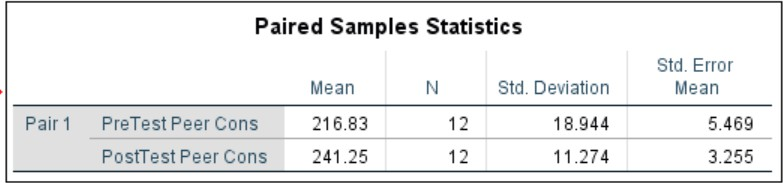 Paired Samples Statistics
Std. Error
Mean N Std. Deviation Mean
Pair 1 PreTest Peer Cons 216.83 12 18.944 5.469
PostTest Peer Cons 241.25 12 11.274 3.255